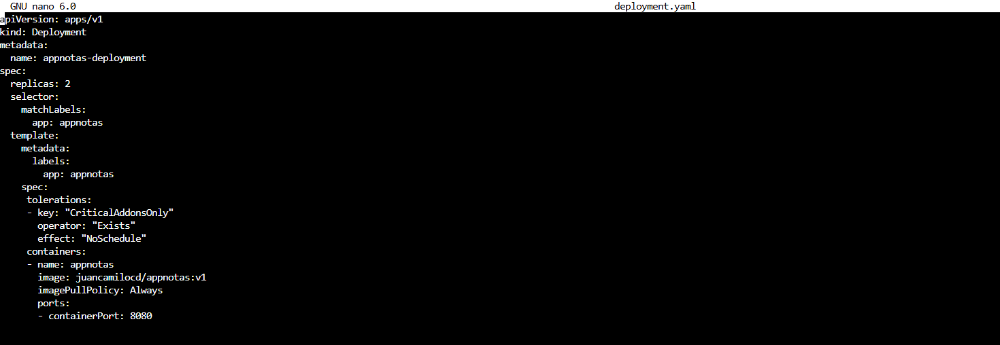 GNU nano 6.0 deployment.yaml
apiVersion: apps/v1
kind: Deployment
metadata:
  name: appnotas-deployment
spec:
  replicas: 2
  selector:
    matchLabels:
      app: appnotas
  template:
    metadata:
      labels:
        app: appnotas
    spec:
     tolerations:
     - key: "CriticalAddonsOnly"
       operator: "Exists"
       effect: "NoSchedule"
     containers:
     - name: appnotas
       image: juancamilocd/appnotas:v1
       imagePullPolicy: Always
       ports:
       - containerPort: 8080